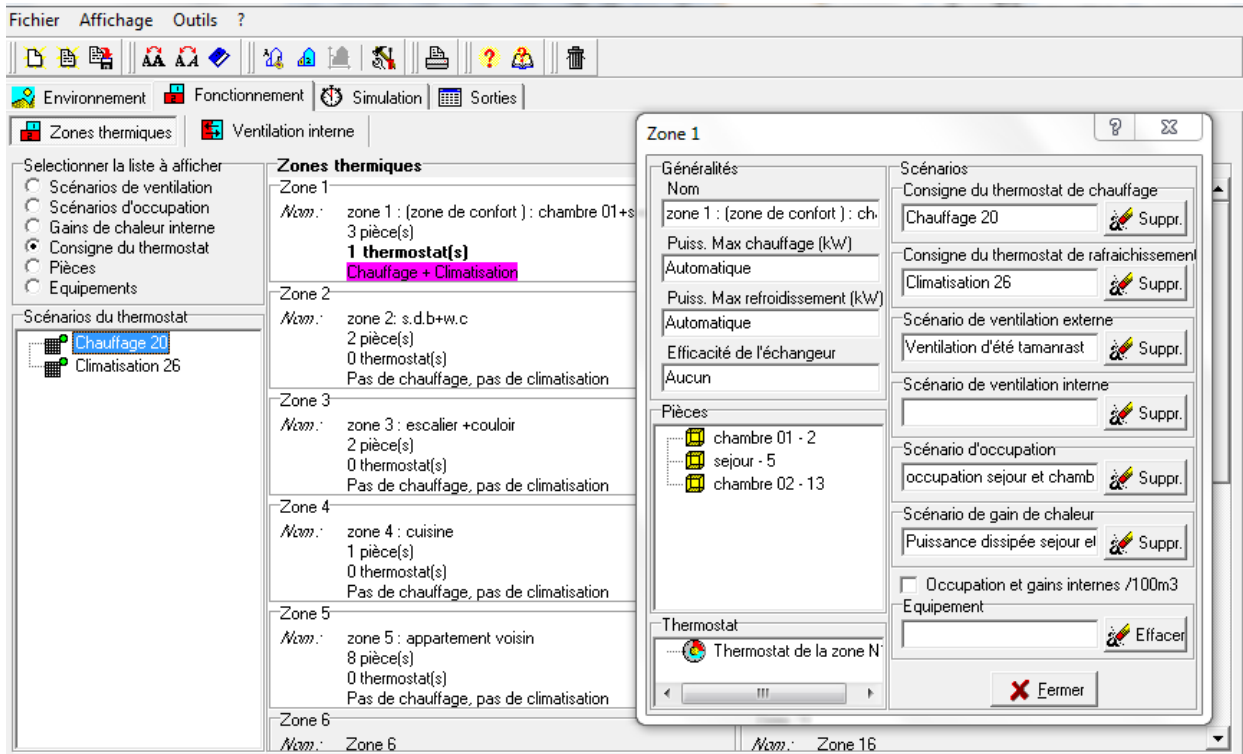 Fichier Affichage Outils ?
Environnement Fonctionnement Simulation Sorties
Zones thermiques Ventilation interne
Selectionner la liste à afficher
Scénarios de ventilation
Scénarios d'occupation
Gains de chaleur interne
Consigne du thermostat
Pièces
Equipements
Scénarios du thermostat
Chauffage 20
Climatisation 26
Zones thermiques
Zone 1
Nom : zone 1 : (zone de confort ) : chambre 01+s
3 pièce(s)
1 thermostat(s)
Chauffage + Climatisation
Zone 2
Nom : zone 2: s.d.b+w.c
2 pièce(s)
0 thermostat(s)
Pas de chauffage, pas de climatisation
Zone 3
Nom : zone 3 : escalier +couloir
2 pièce(s)
0 thermostat(s)
Pas de chauffage, pas de climatisation
Zone 4
Nom : zone 4 : cuisine
1 pièce(s)
0 thermostat(s)
Pas de chauffage, pas de climatisation
Zone 5
Nom : zone 5 : appartement voisin
8 pièce(s)
0 thermostat(s)
Pas de chauffage, pas de climatisation
Zone 6
Nom : Zone 6
Nom : Zone 16
Zone 1
Généralités
Nom
zone 1 : (zone de confort ) : ch
Puiss. Max chauffage (kW)
Automatique
Puiss. Max refroidissement (kW)
Automatique
Efficacité de l'échangeur
Aucun
Pièces
chambre 01 - 2
sejour - 5
chambre 02 - 13
Thermostat
Thermostat de la zone N°
Scénarios
Consigne du thermostat de chauffage
Chauffage 20 Suppr.
Consigne du thermostat de rafraichissement
Climatisation 26 Suppr.
Scénario de ventilation externe
Ventilation d'été tamanrast Suppr.
Scénario de ventilation interne
Suppr.
Scénario d'occupation
occupation sejour et chamb Suppr.
Scénario de gain de chaleur
Puissance dissipée sejour et Suppr.
Occupation et gains internes /100m3
Equipement
Effacer
Fermer